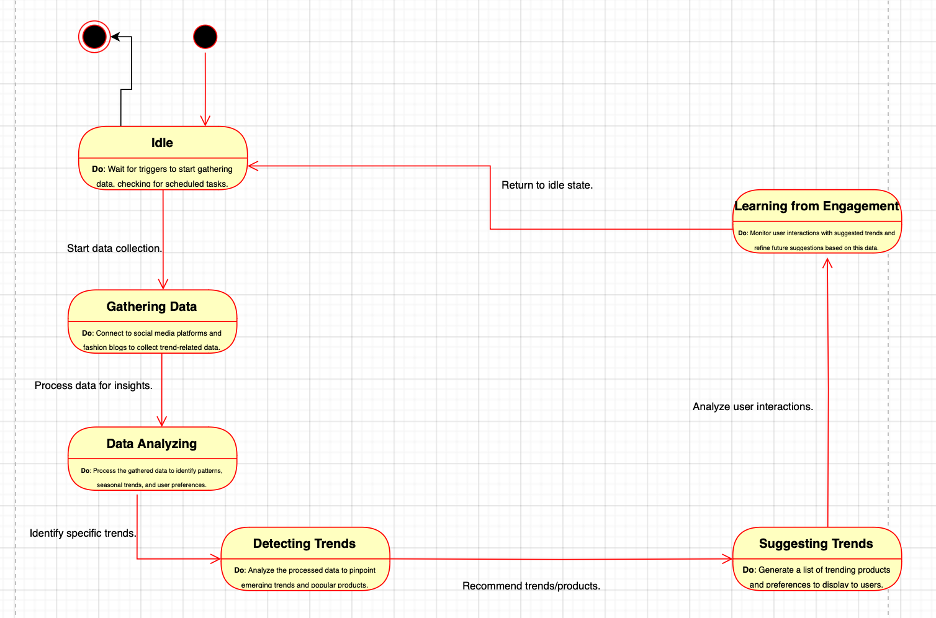 Idle
Do: Wait for triggers to start gathering
data, checking for scheduled tasks.
Return to idle state.
Learning from Engagement
Do: Monitor user interactions with suggested trends and
refine future suggestions based on this data.
Start data collection.
Gathering Data
Do: Connect to social media platforms and
fashion blogs to collect trend-related data.
Process data for insights.
Analyze user interactions.
Data Analyzing
Do: Process the gathered data to identify patterns,
seasonal trends, and user preferences.
Identify specific trends.
Detecting Trends
Do: Analyze the processed data to pinpoint
emerging trends and popular products.
Recommend trends/products.
Suggesting Trends
Do: Generate a list of trending products
and preferences to display to users.